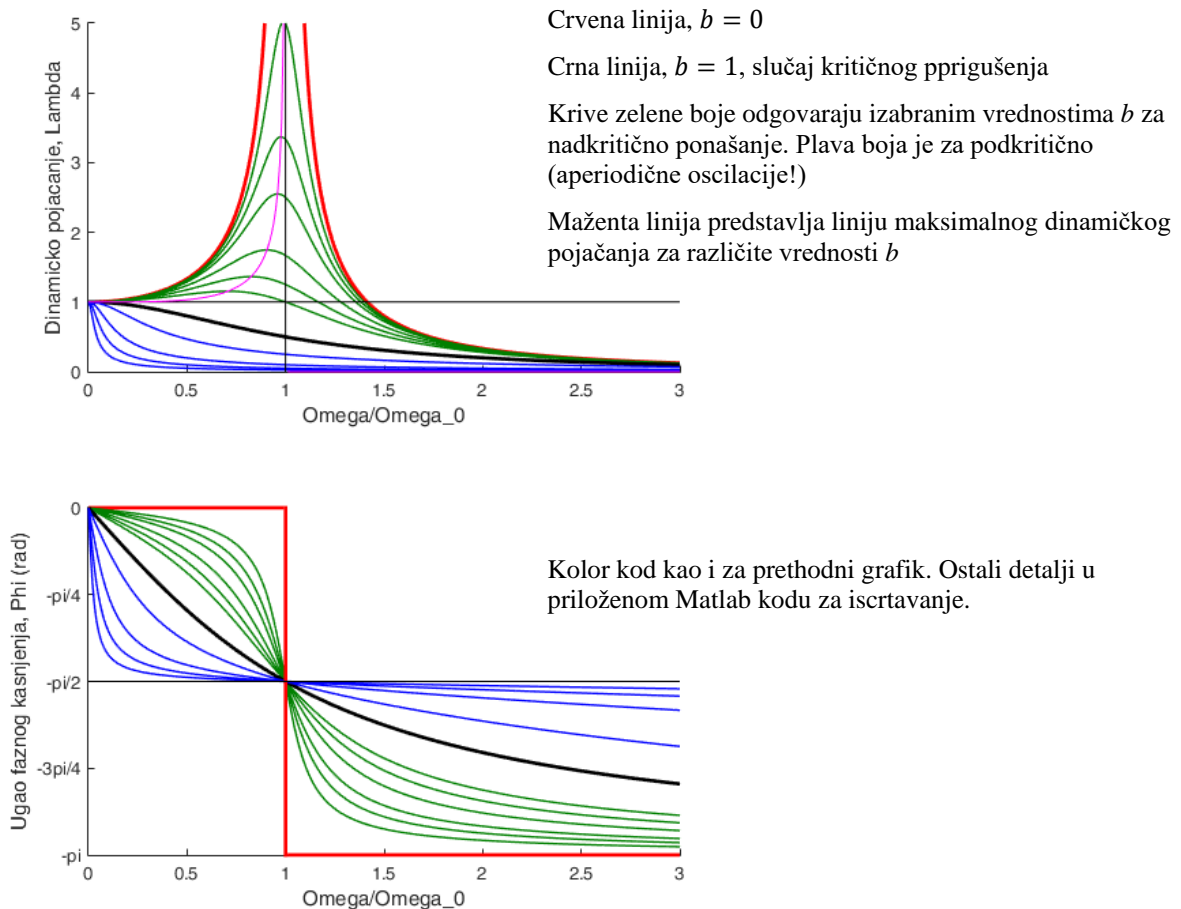 5
4
3
2
1
0
Dinamicko pojacanje, Lambda
0 0.5 1 1.5 2 2.5 3
Omega/Omega_0
Crvena linija, b = 0
Crna linija, b = 1, slučaj kritičnog pprigušenja
Krive zelene boje odgovaraju izabranim vrednostima b za
nadkritično ponašanje. Plava boja je za podkritično
(aperiodične oscilacije!)
Maženta linija predstavlja liniju maksimalnog dinamičkog
pojačanja za različite vrednosti b
0
-pi/4
-pi/2
-3pi/4
-pi
Ugao faznog kasnjenja, Phi (rad)
0 0.5 1 1.5 2 2.5 3
Omega/Omega_0
Kolor kod kao i za prethodni grafik. Ostali detalji u
priloženom Matlab kodu za iscrtavanje.